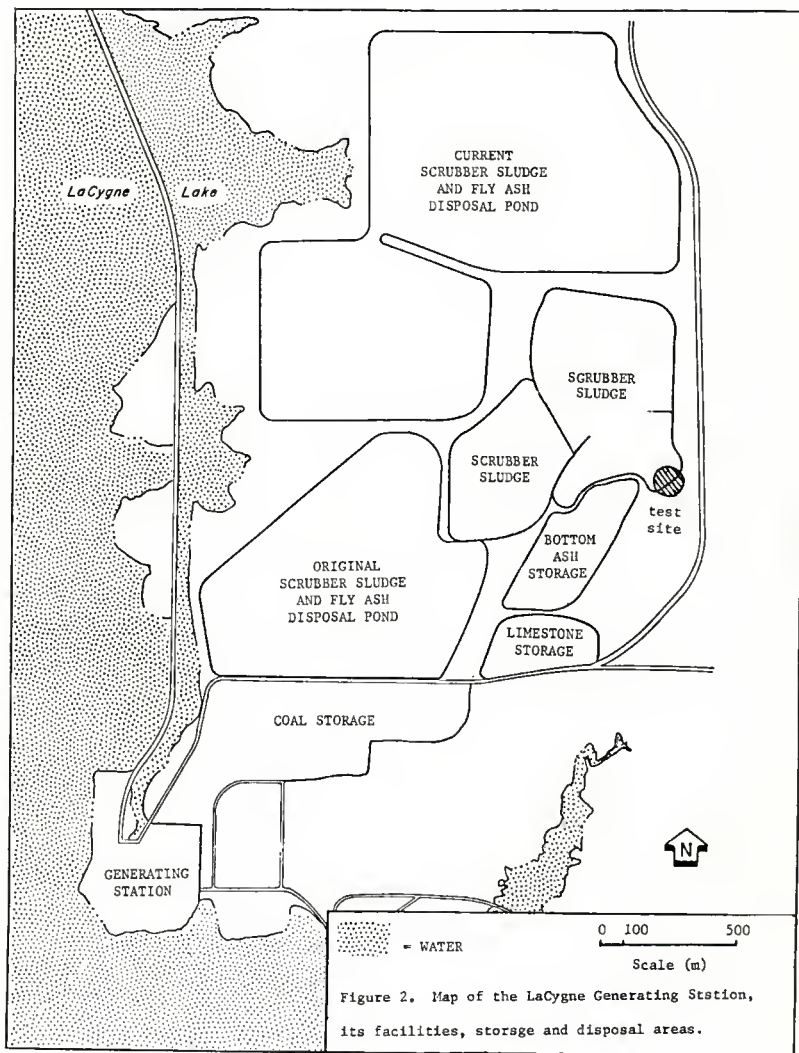 CURRENT
SCRUBBER SLUDGE
AND FLY ASH
DISPOSAL POND
LaCygne Lake
SGRUBBER
SLUDGE
SCRUBBER
SLUDGE
test
site
BOTTOM
ASH
STORAGE
ORIGINAL
SCRUBBER SLUDGE
AND FLY ASH
DISPOSAL POND
LIMESTONE
STORAGE
COAL STORAGE
N
GENERATING
STATION
= WATER
0 100 500
Scale (m)
Figure 2. Map of the LaCygne Generating Ststion,
its facilities, storsge and disposal areas.